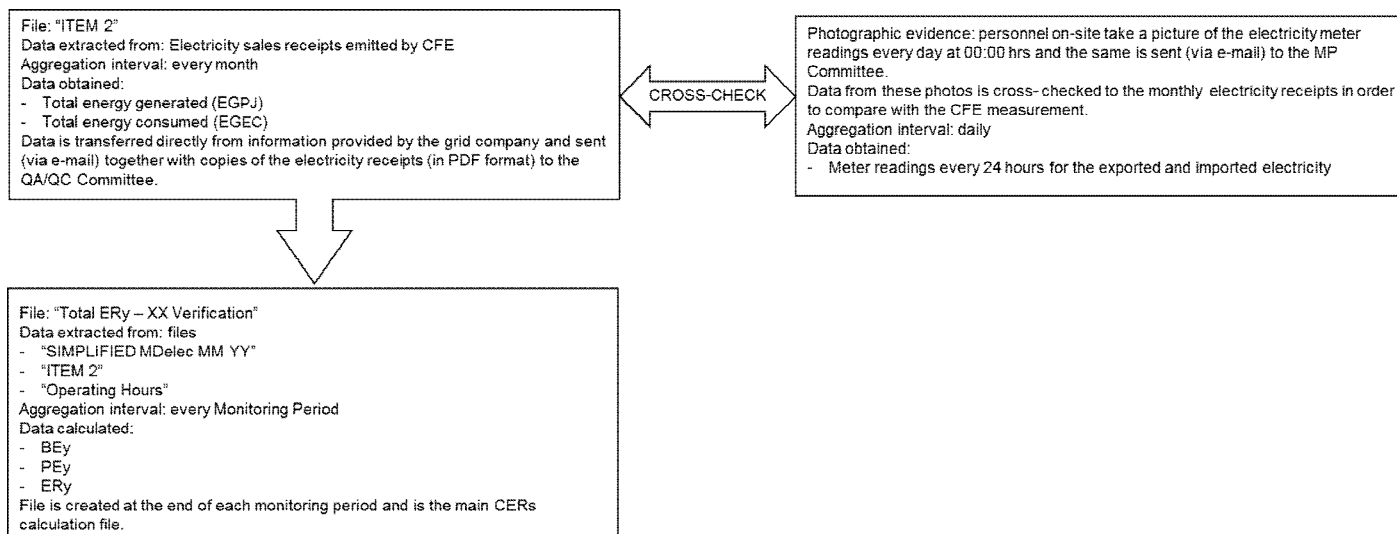 File: "ITEM 2"
Data extracted from: Electricity sales receipts emitted by CFE
Aggregation interval: every month
Data obtained:
- Total energy generated (EGPJ)
- Total energy consumed (EGEC)
Data is transferred directly from information provided by the grid company and sent
(via e-mail) together with copies of the electricity receipts (in PDF format) to the
QA/QC Committee.
CROSS-CHECK
Photographic evidence: personnel on-site take a picture of the electricity meter
readings every day at 00:00 hrs and the same is sent (via e-mail) to the MP
Committee.
Data from these photos is cross- checked to the monthly electricity receipts in order
to compare with the CFE measurement.
Aggregation interval: daily
Data obtained:
- Meter readings every 24 hours for the exported and imported electricity
File: "Total ERy – XX Verification"
Data extracted from: files
- "SIMPLiFIED MDelec MM YY"
- "ITEM 2"
- "Operating Hours"
Aggregation interval: every Monitoring Period
Data calculated:
- BEy
- PEy
- ERy
File is created at the end of each monitoring period and is the main CERs
calculation file.